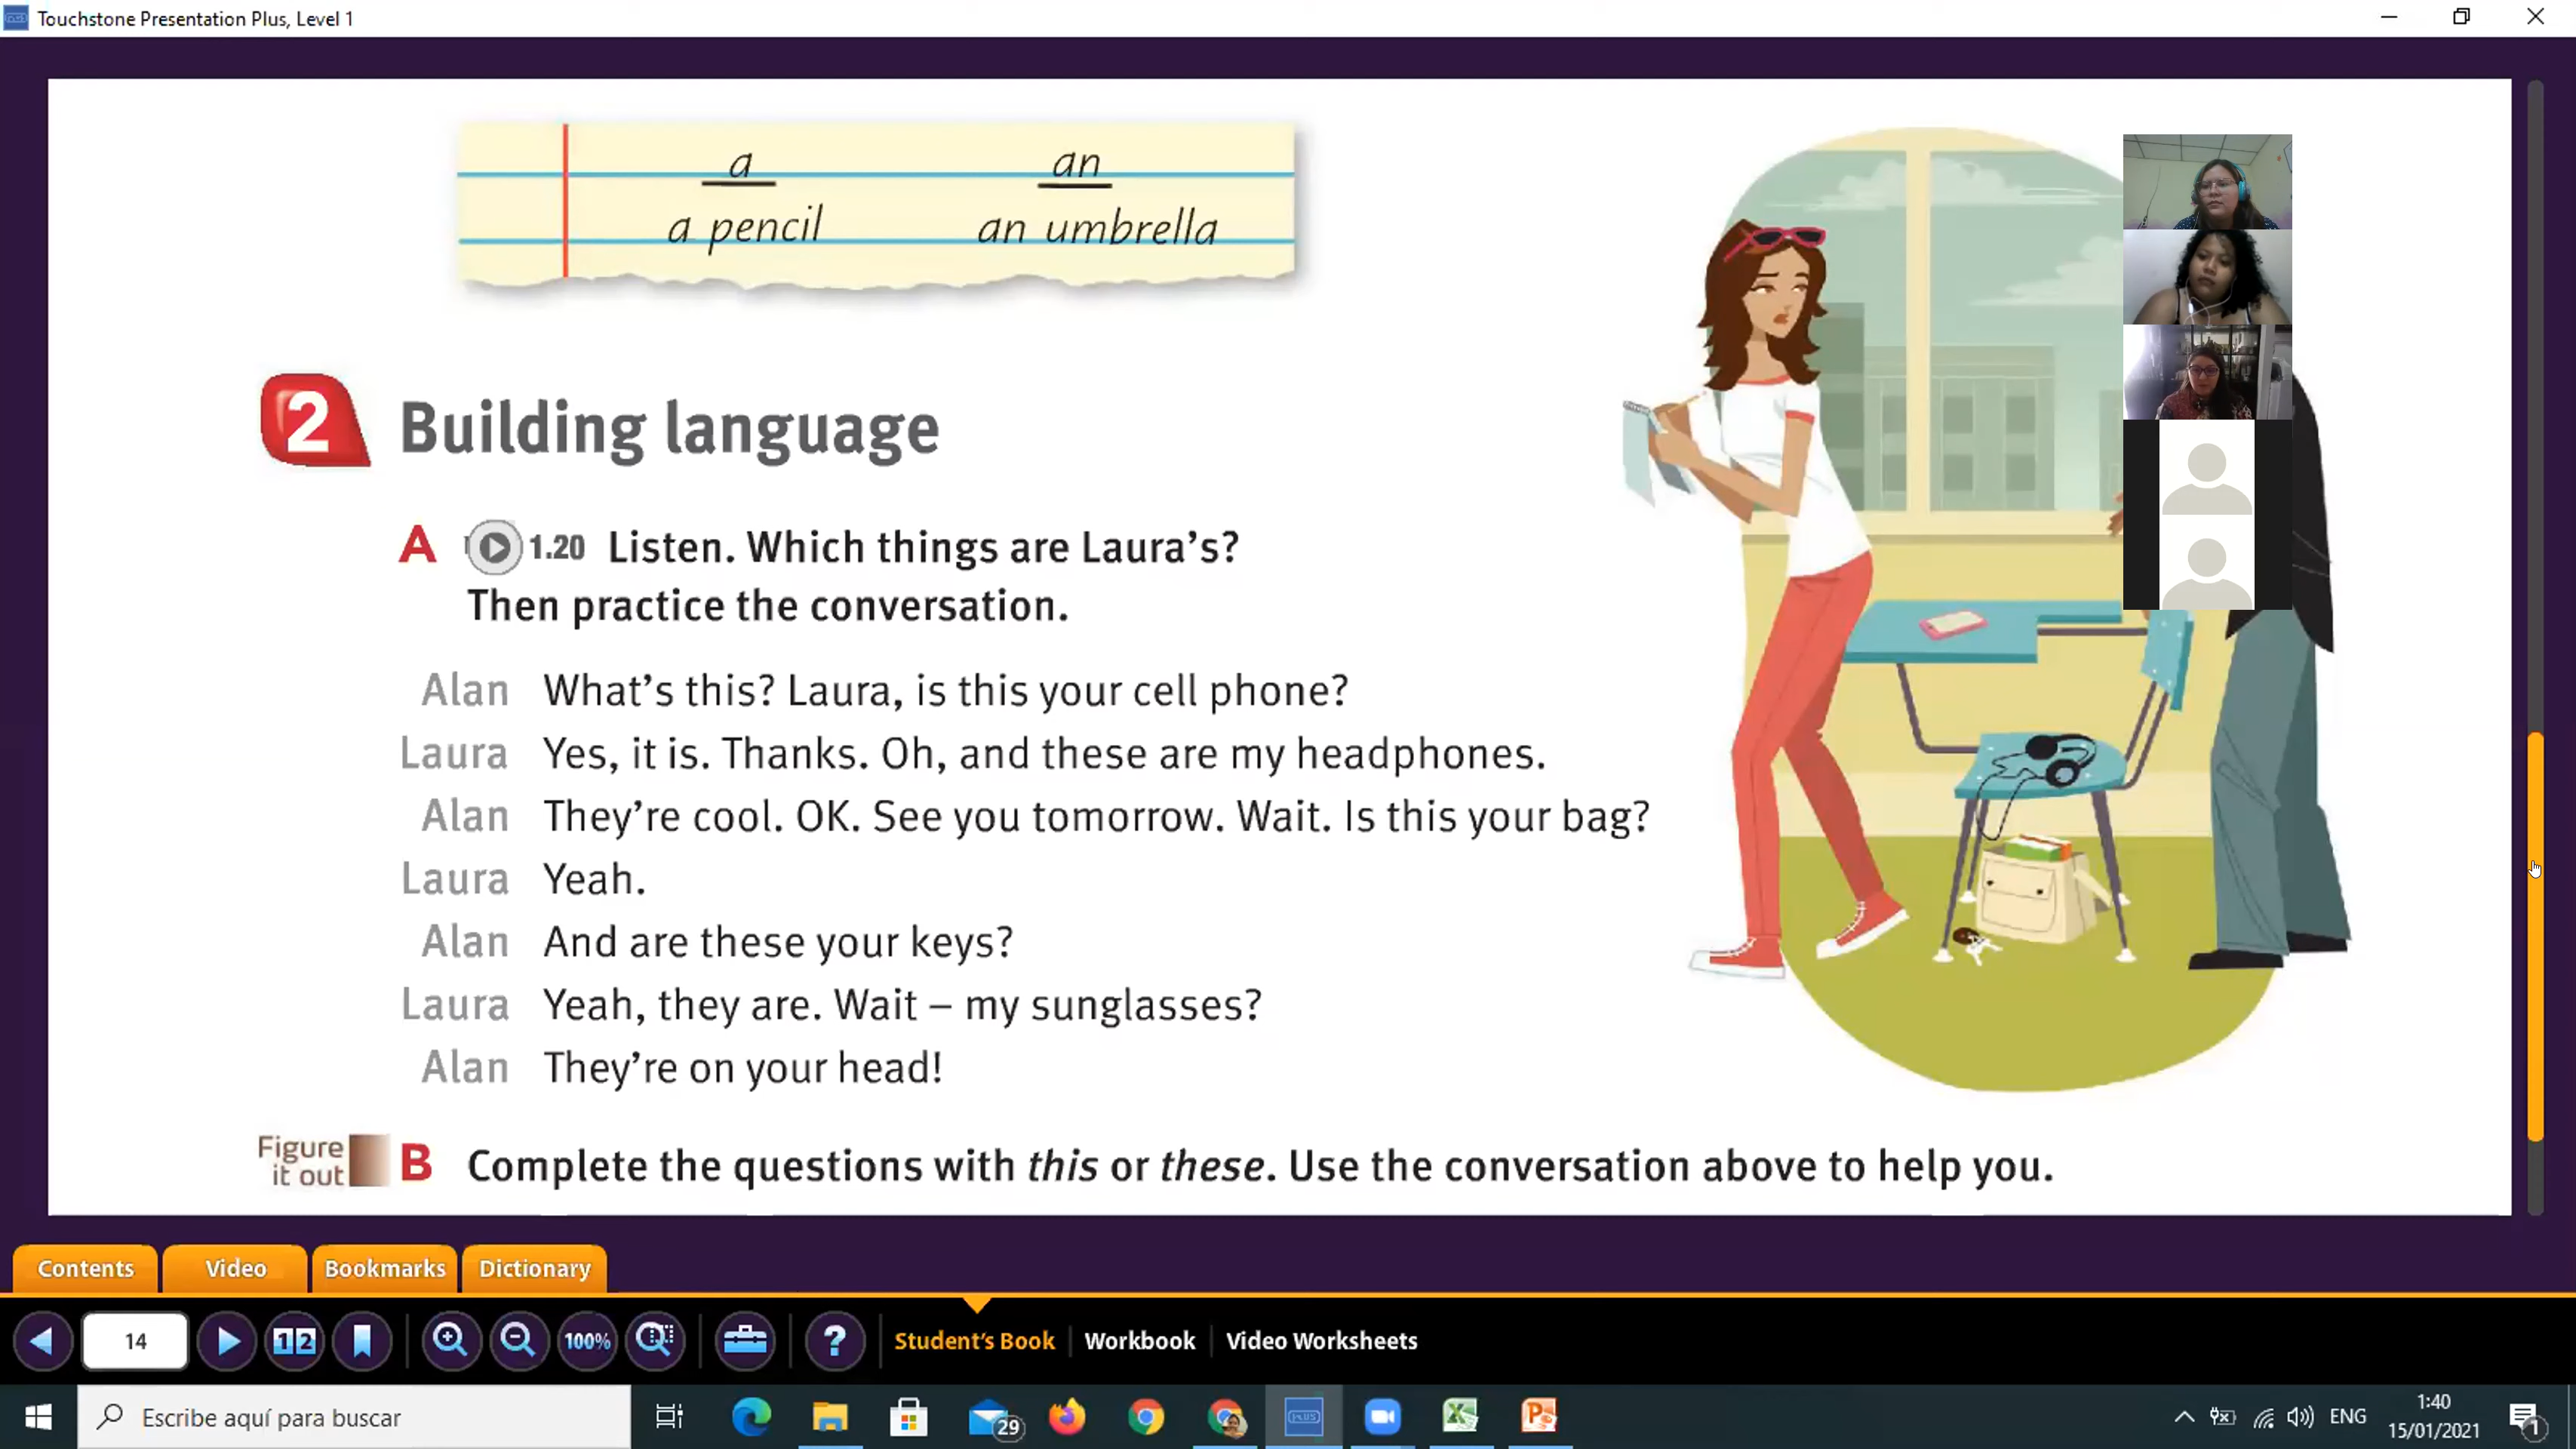 Touchstone Presentation Plus, Level 1
a an
a pencil an umbrella
2 Building language
A 1.20 Listen. Which things are Laura's?
Then practice the conversation.
Alan What's this? Laura, is this your cell phone?
Laura Yes, it is. Thanks. Oh, and these are my headphones.
Alan They're cool. OK. See you tomorrow. Wait. Is this your bag?
Laura Yeah.
Alan And are these your keys?
Laura Yeah, they are. Wait – my sunglasses?
Alan They're on your head!
Figure
it out
B Complete the questions with this or these. Use the conversation above to help you.
Contents Video Bookmarks Dictionary
14 12 100% ? Student's Book Workbook Video Worksheets
Escribe aquí para buscar 29 PLUS ENG 1:40
15/01/2021 1